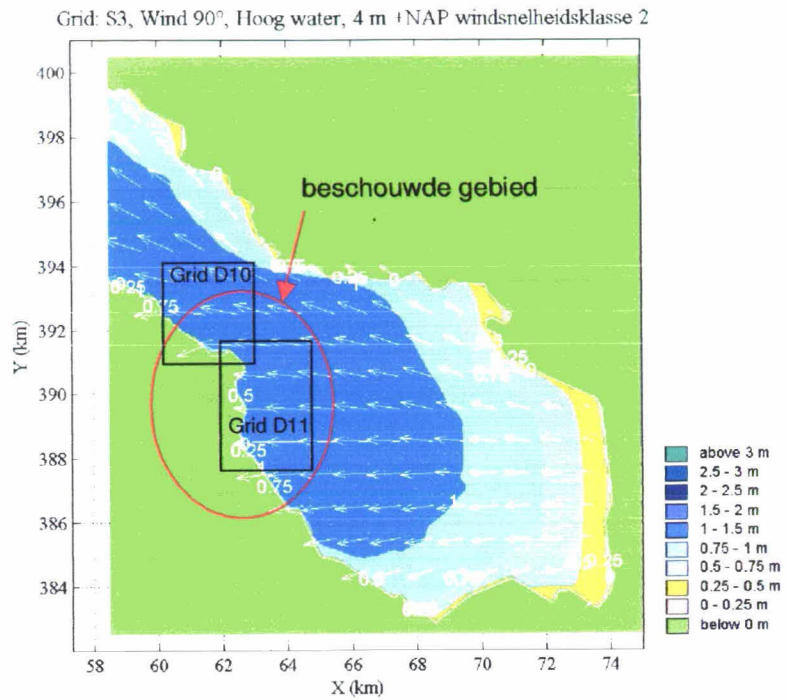 Grid: S3, Wind 90°, Hoog water, 4 m +NAP windsnelheidsklasse 2
400
398
396
394
392
390
388
386
384
Y (km)
beschouwde gebied
Grid D10
0.25
0.75
0.5
Grid D11
0.25
0.75
1
0.25
0.25
58
60
62
64
66
68
70
72
74
X (km)
above 3 m
2.5 - 3 m
2 - 2.5 m
1.5 - 2 m
1 - 1.5 m
0.75 - 1 m
0.5 - 0.75 m
0.25 - 0.5 m
0 - 0.25 m
below 0 m